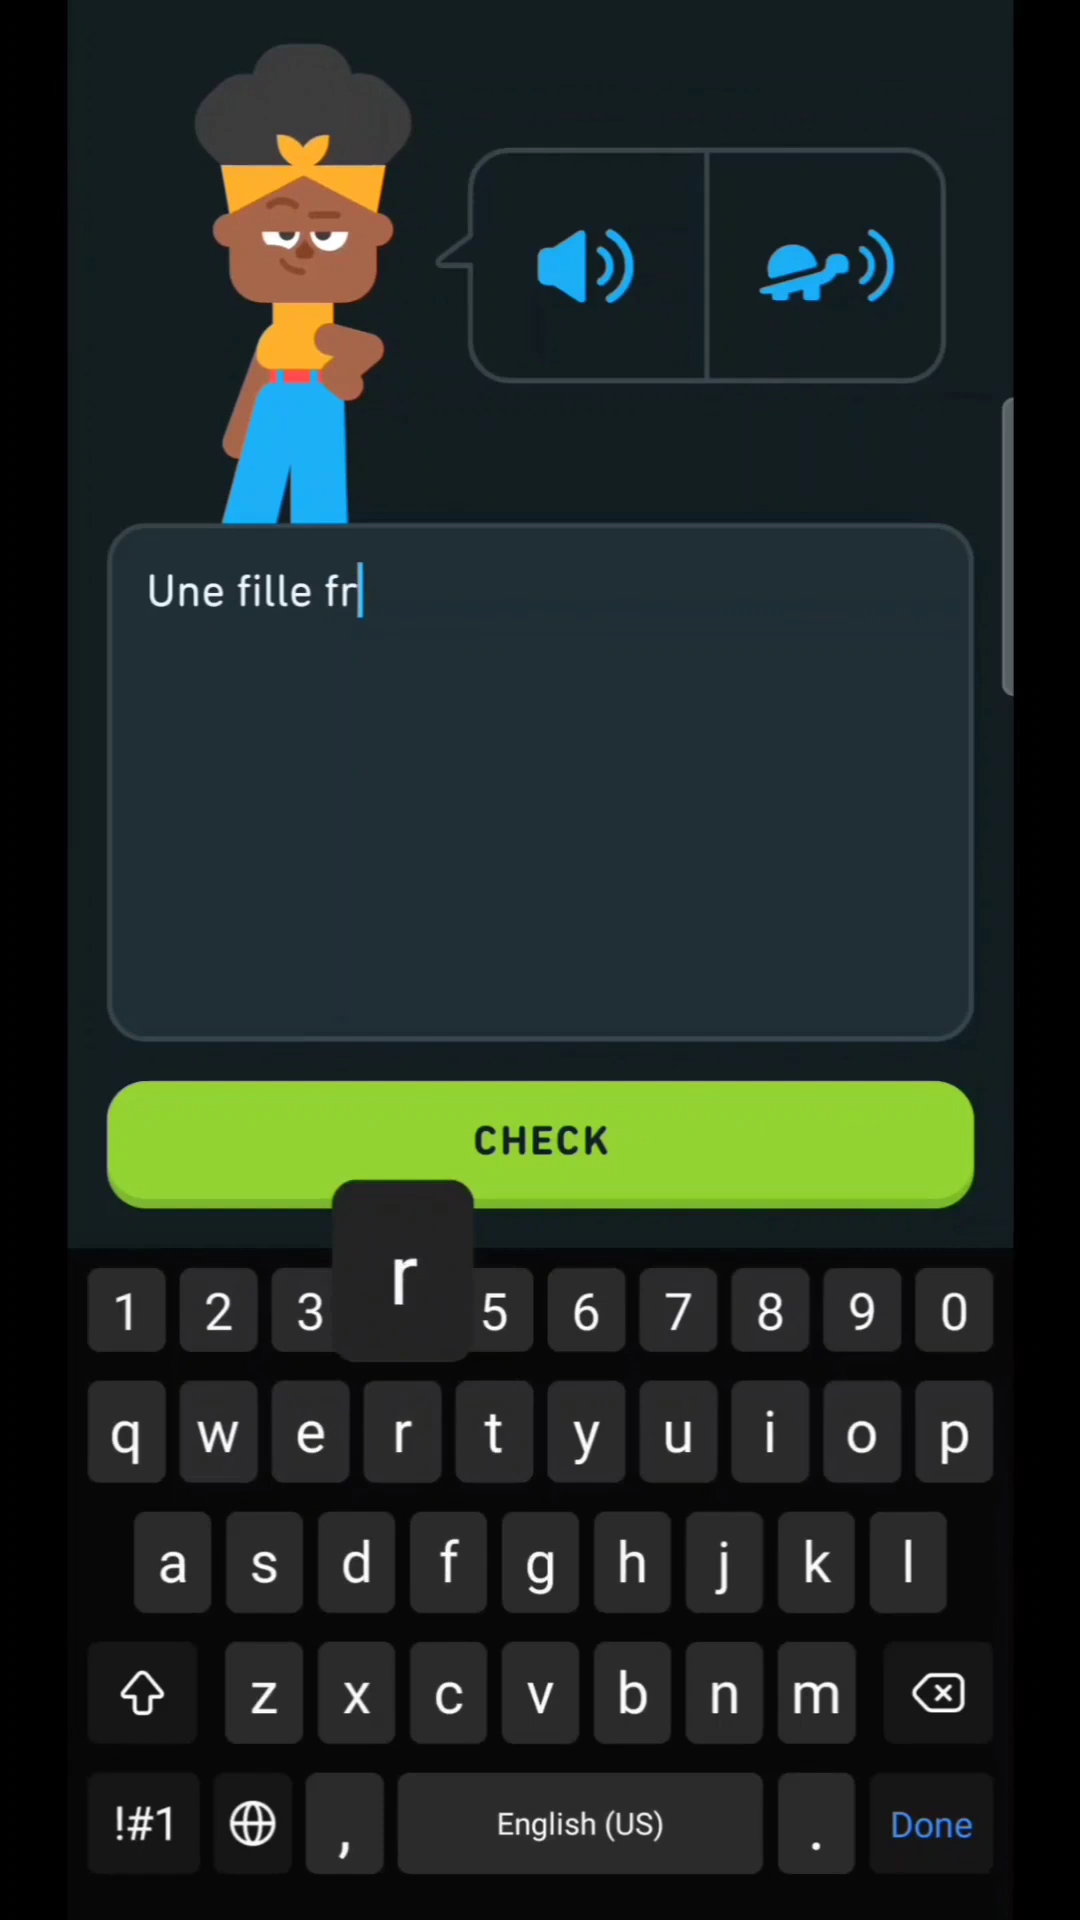 Une fille fr
CHECK
r
1 2 3 5 6 7 8 9 0
q w e r t y u i o p
a s d f g h j k l
z x c v b n m
!#1 , English (US) . Done